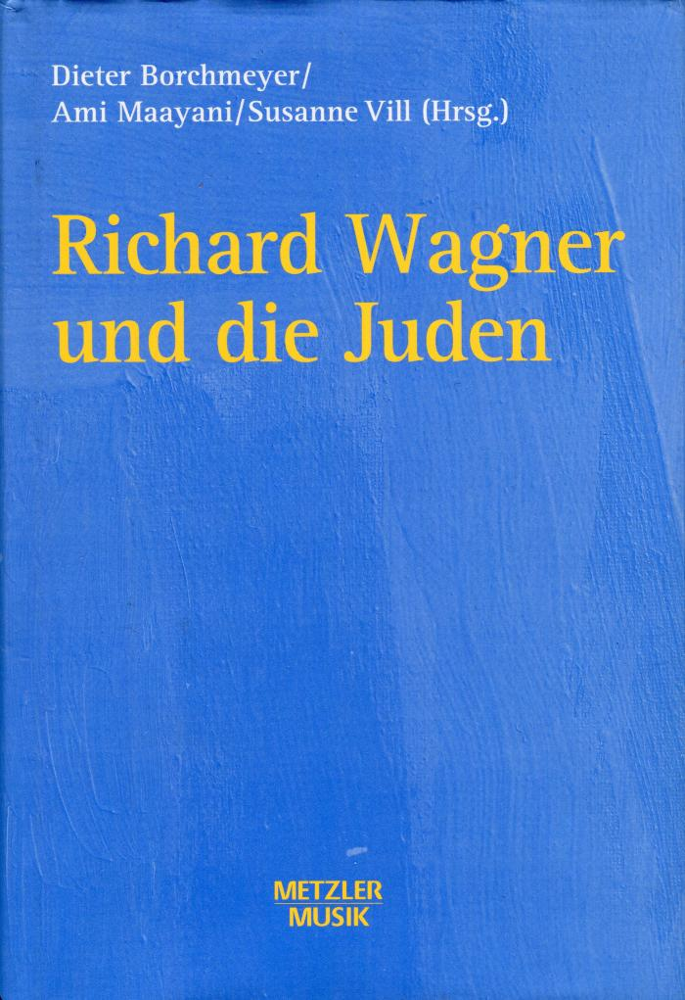 Dieter Borchmeyer/
Ami Maayani/Susanne Vill (Hrsg.)
Richard Wagner
und die Juden
METZLER
MUSIK